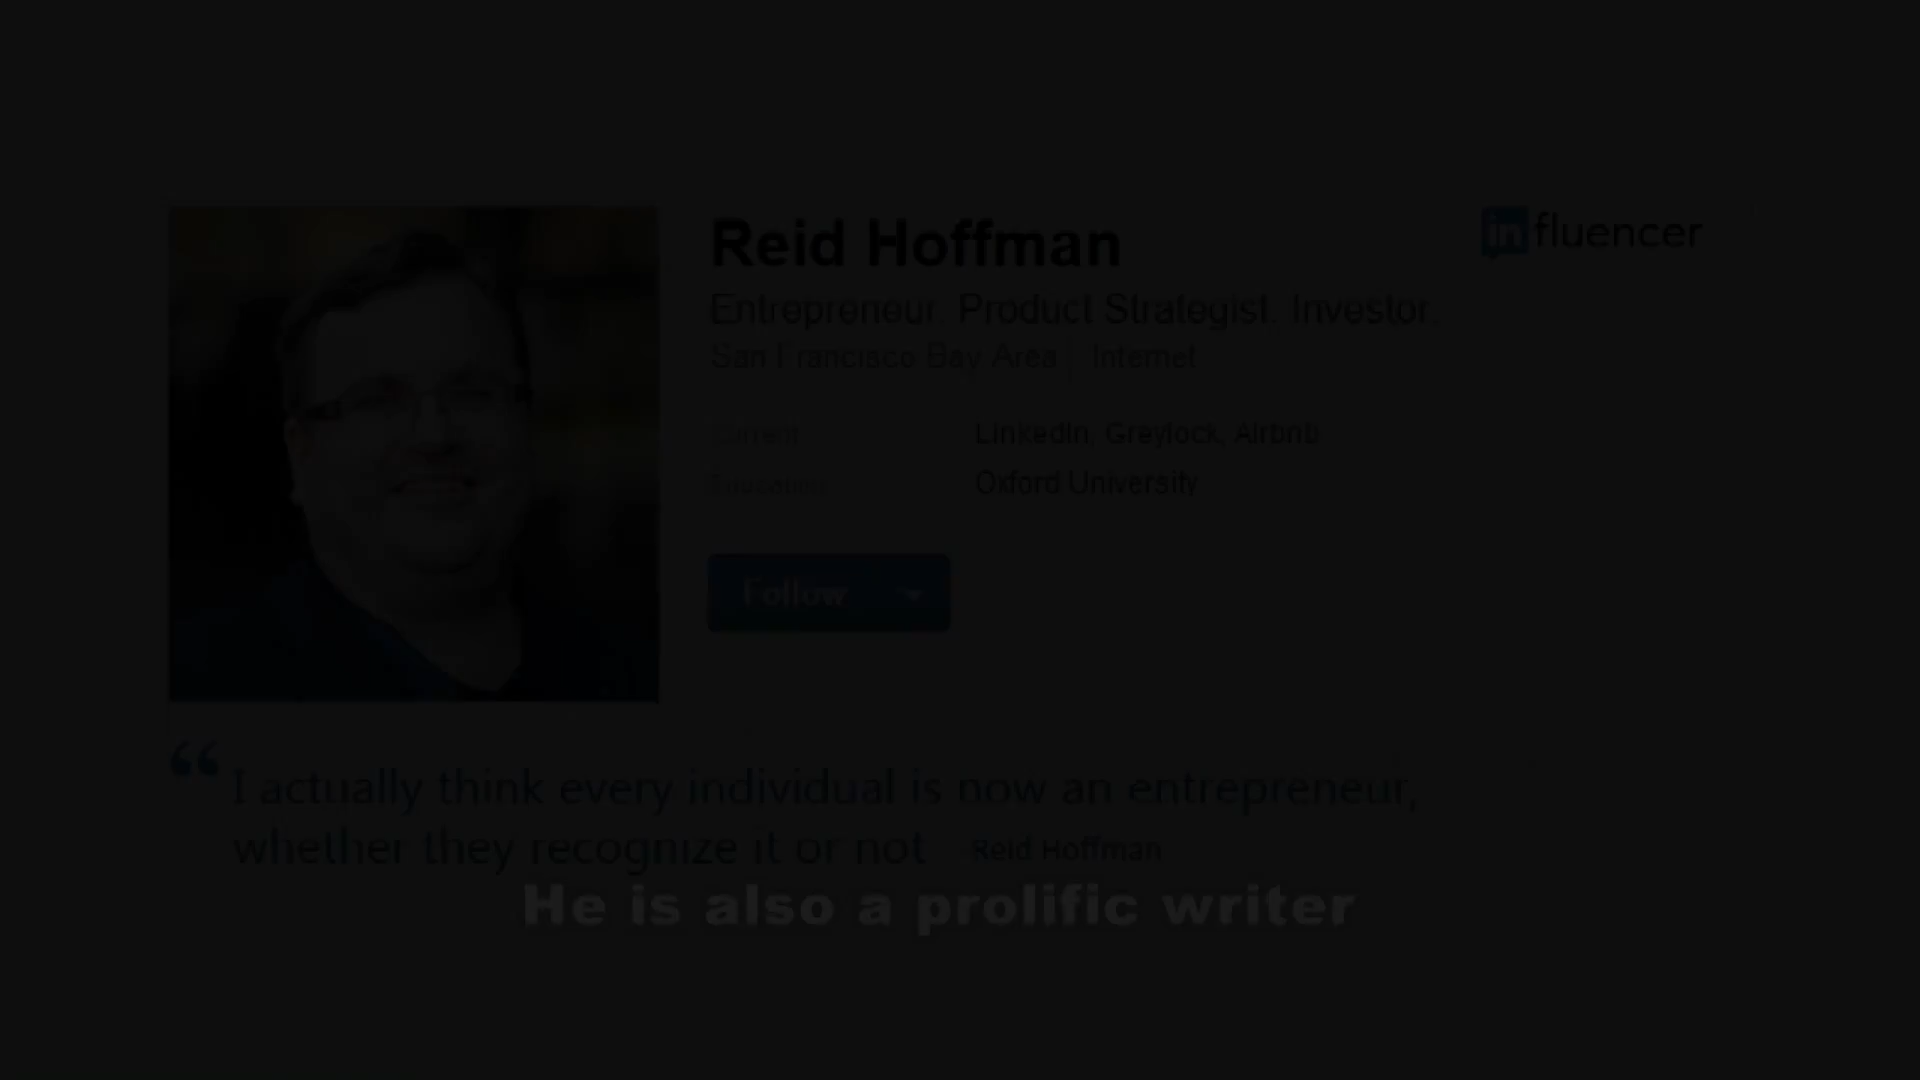 Reid Hoffman
influencer
Entrepreneur. Product Strategist. Investor.
San Francisco Bay Area | Internet
Current LinkedIn, Greylock, Airbnb
Education Oxford University
Follow
“I actually think every individual is now an entrepreneur,
whether they recognize it or not - Reid Hoffman
He is also a prolific writer